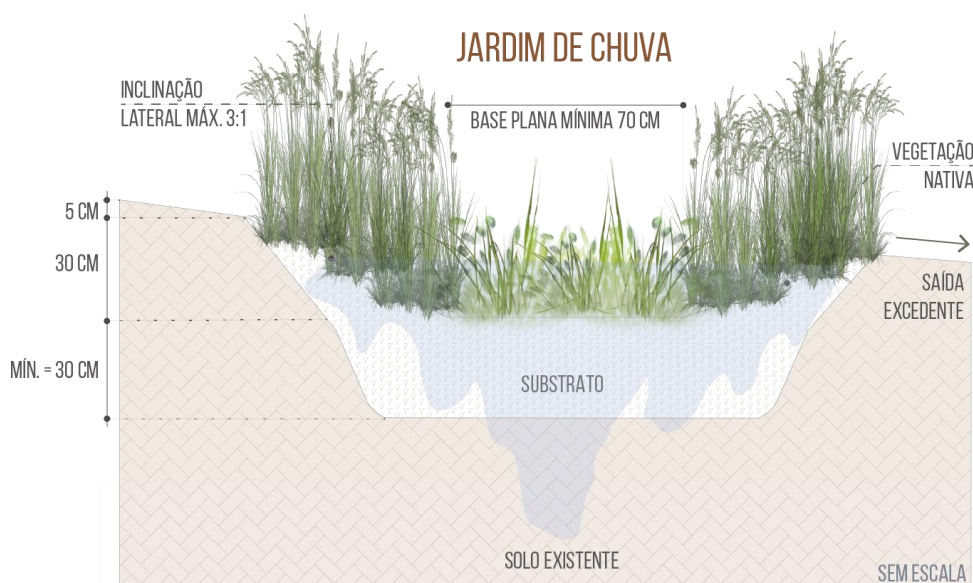 JARDIM DE CHUVA
INCLINAÇÃO
LATERAL MÁX. 3:1
BASE PLANA MÍNIMA 70 CM
VEGETAÇÃO
NATIVA
5 CM
30 CM
SAÍDA
EXCEDENTE
MÍN. = 30 CM
SUBSTRATO
SOLO EXISTENTE
SEM ESCALA